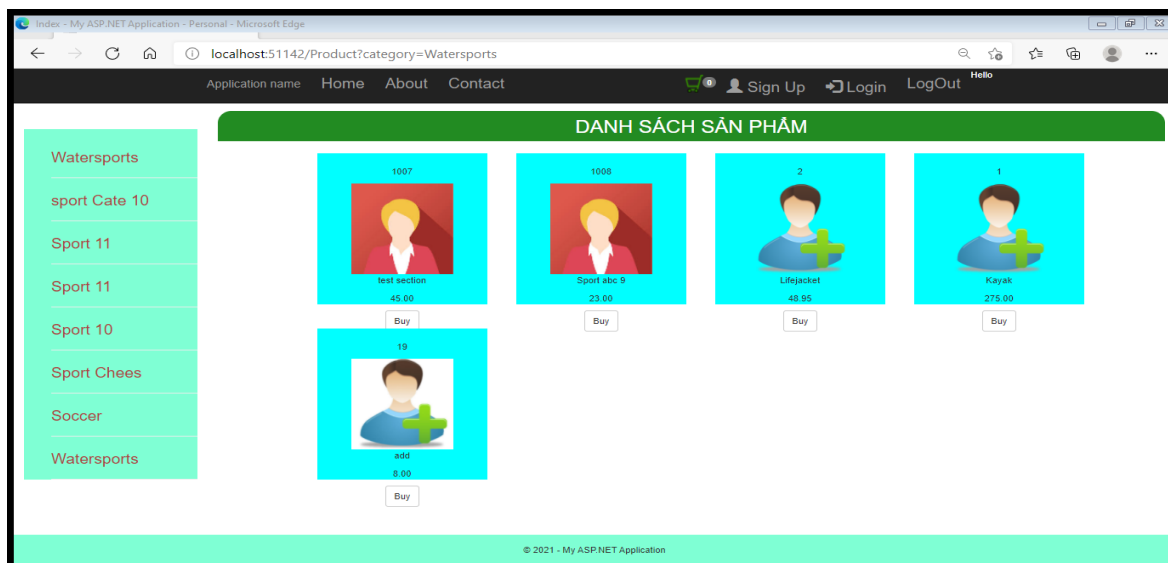 Index - My ASP.NET Application - Personal - Microsoft Edge
localhost:51142/Product?category=Watersports
Application name Home About Contact 0 Sign Up Login LogOut Hello
DANH SÁCH SẢN PHẨM
Watersports
sport Cate 10
Sport 11
Sport 11
Sport 10
Sport Chees
Soccer
Watersports
1007
test section
45.00
Buy
1008
Sport abc 9
23.00
Buy
2
Lifejacket
48.95
Buy
1
Kayak
275.00
Buy
19
add
8.00
Buy
© 2021 - My ASP.NET Application